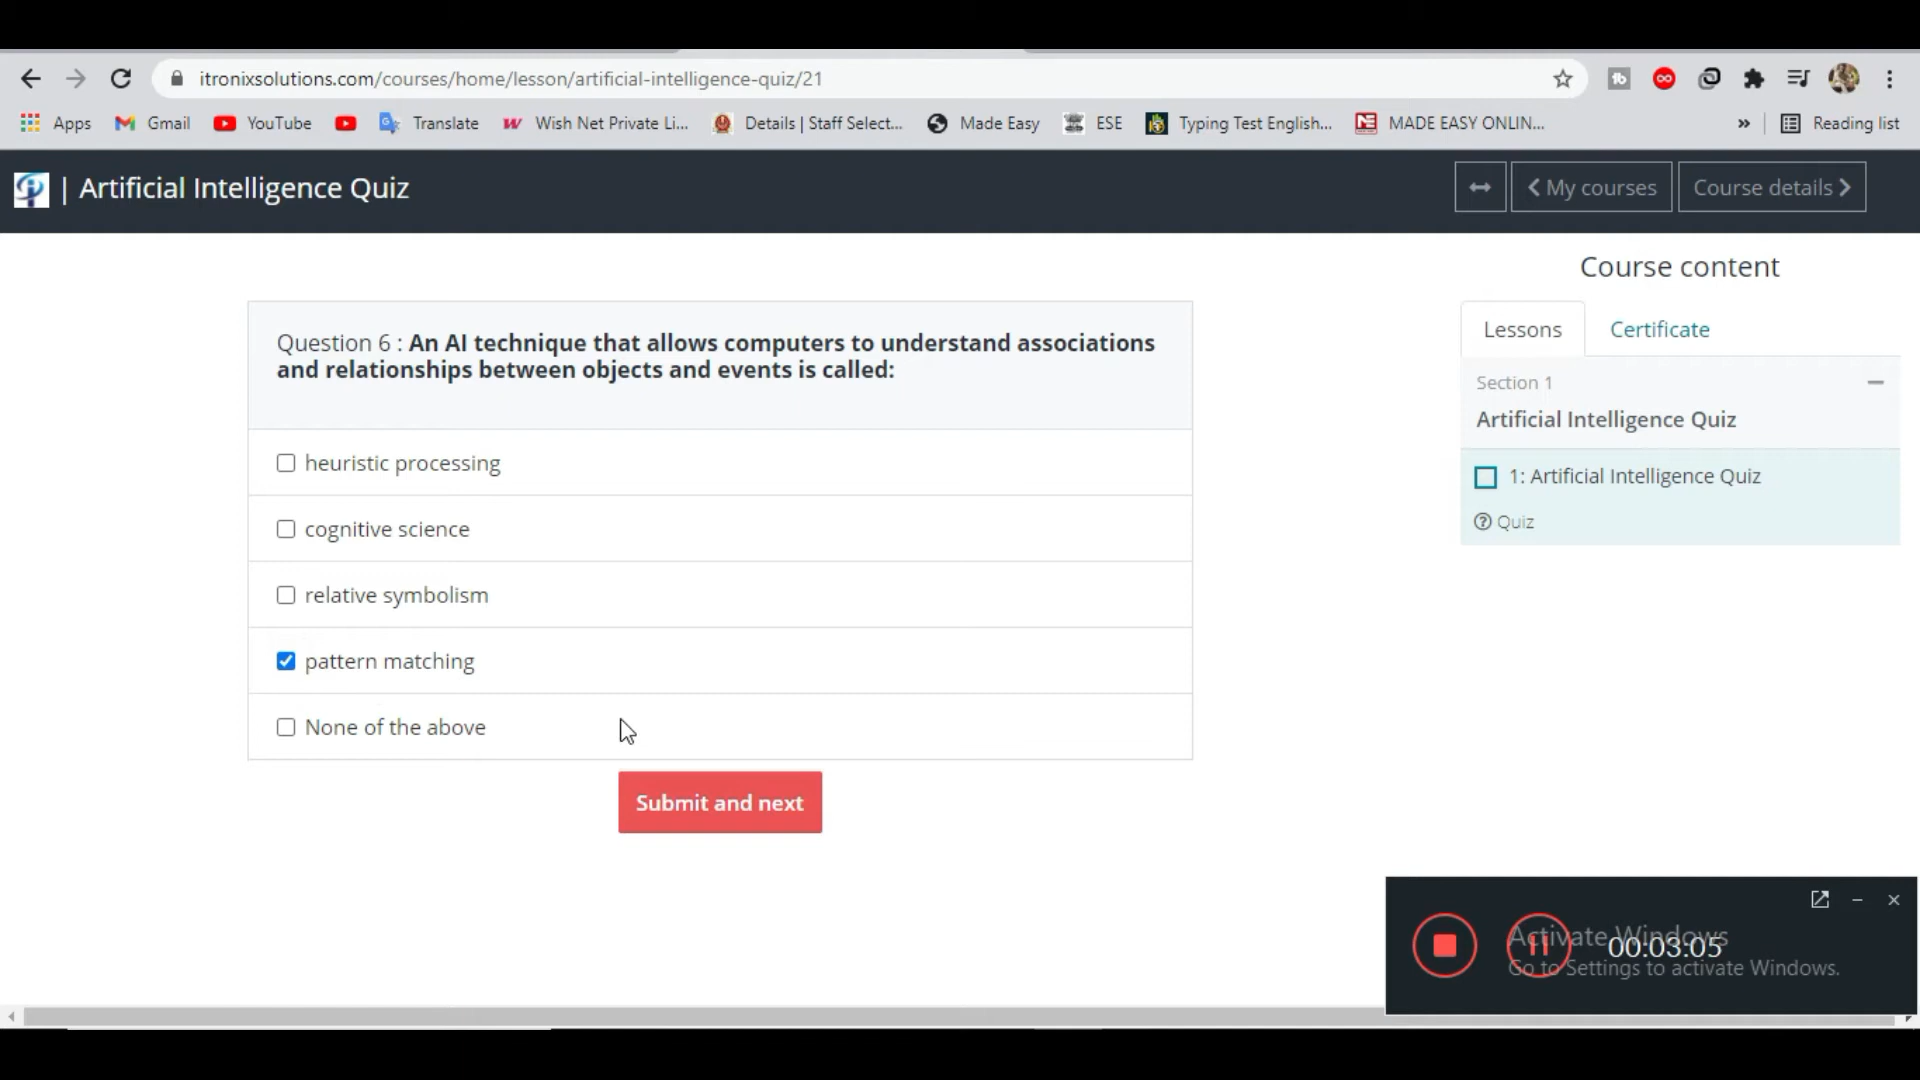 itronixsolutions.com/courses/home/lesson/artificial-intelligence-quiz/21
Apps Gmail YouTube Translate Wish Net Private Li... Details | Staff Select... Made Easy ESE Typing Test English... MADE EASY ONLIN... » Reading list
| Artificial Intelligence Quiz
My courses
Course details
Course content
Question 6 : An AI technique that allows computers to understand associations
and relationships between objects and events is called:
heuristic processing
cognitive science
relative symbolism
pattern matching
None of the above
Submit and next
Lessons Certificate
Section 1
Artificial Intelligence Quiz
1: Artificial Intelligence Quiz
Quiz
Activate Windows
00:03:05
Go to Settings to activate Windows.